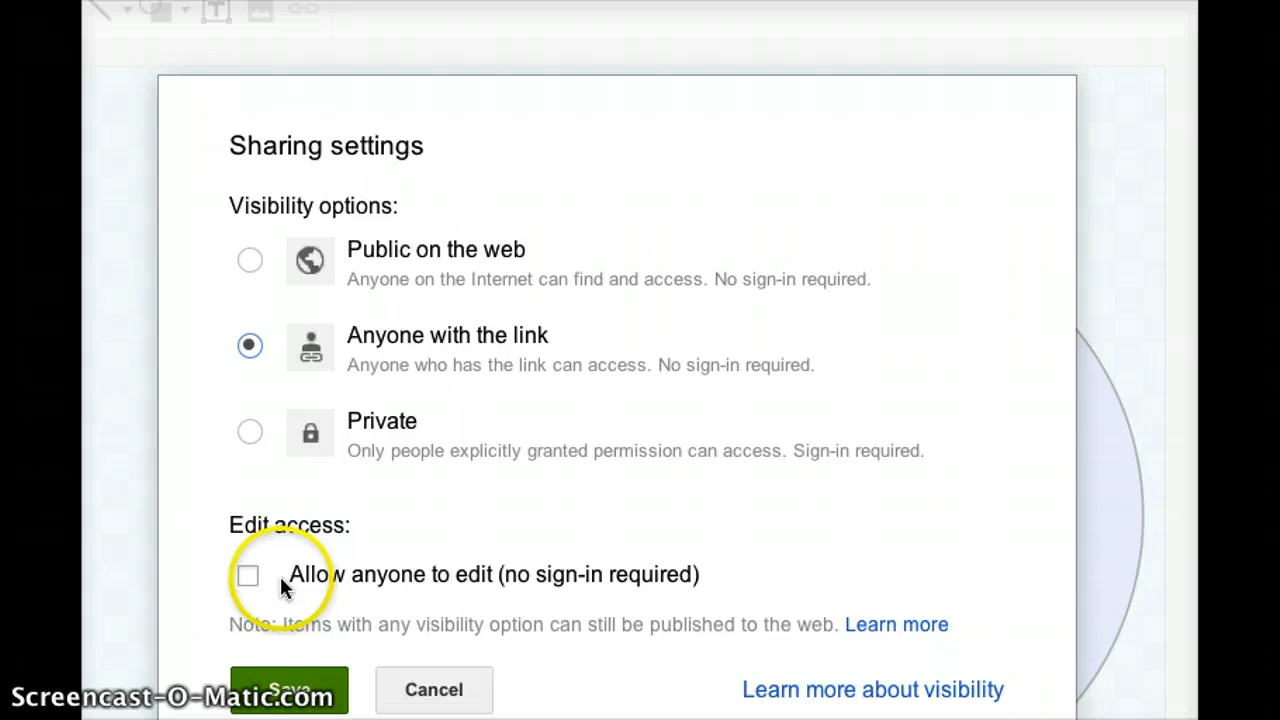 T
Sharing settings
Visibility options:
Public on the web
Anyone on the Internet can find and access. No sign-in required.
Anyone with the link
Anyone who has the link can access. No sign-in required.
Private
Only people explicitly granted permission can access. Sign-in required.
Edit access:
Allow anyone to edit (no sign-in required)
Note: Items with any visibility option can still be published to the web. Learn more
Save
Cancel
Learn more about visibility
Screencast-O-Matic.com